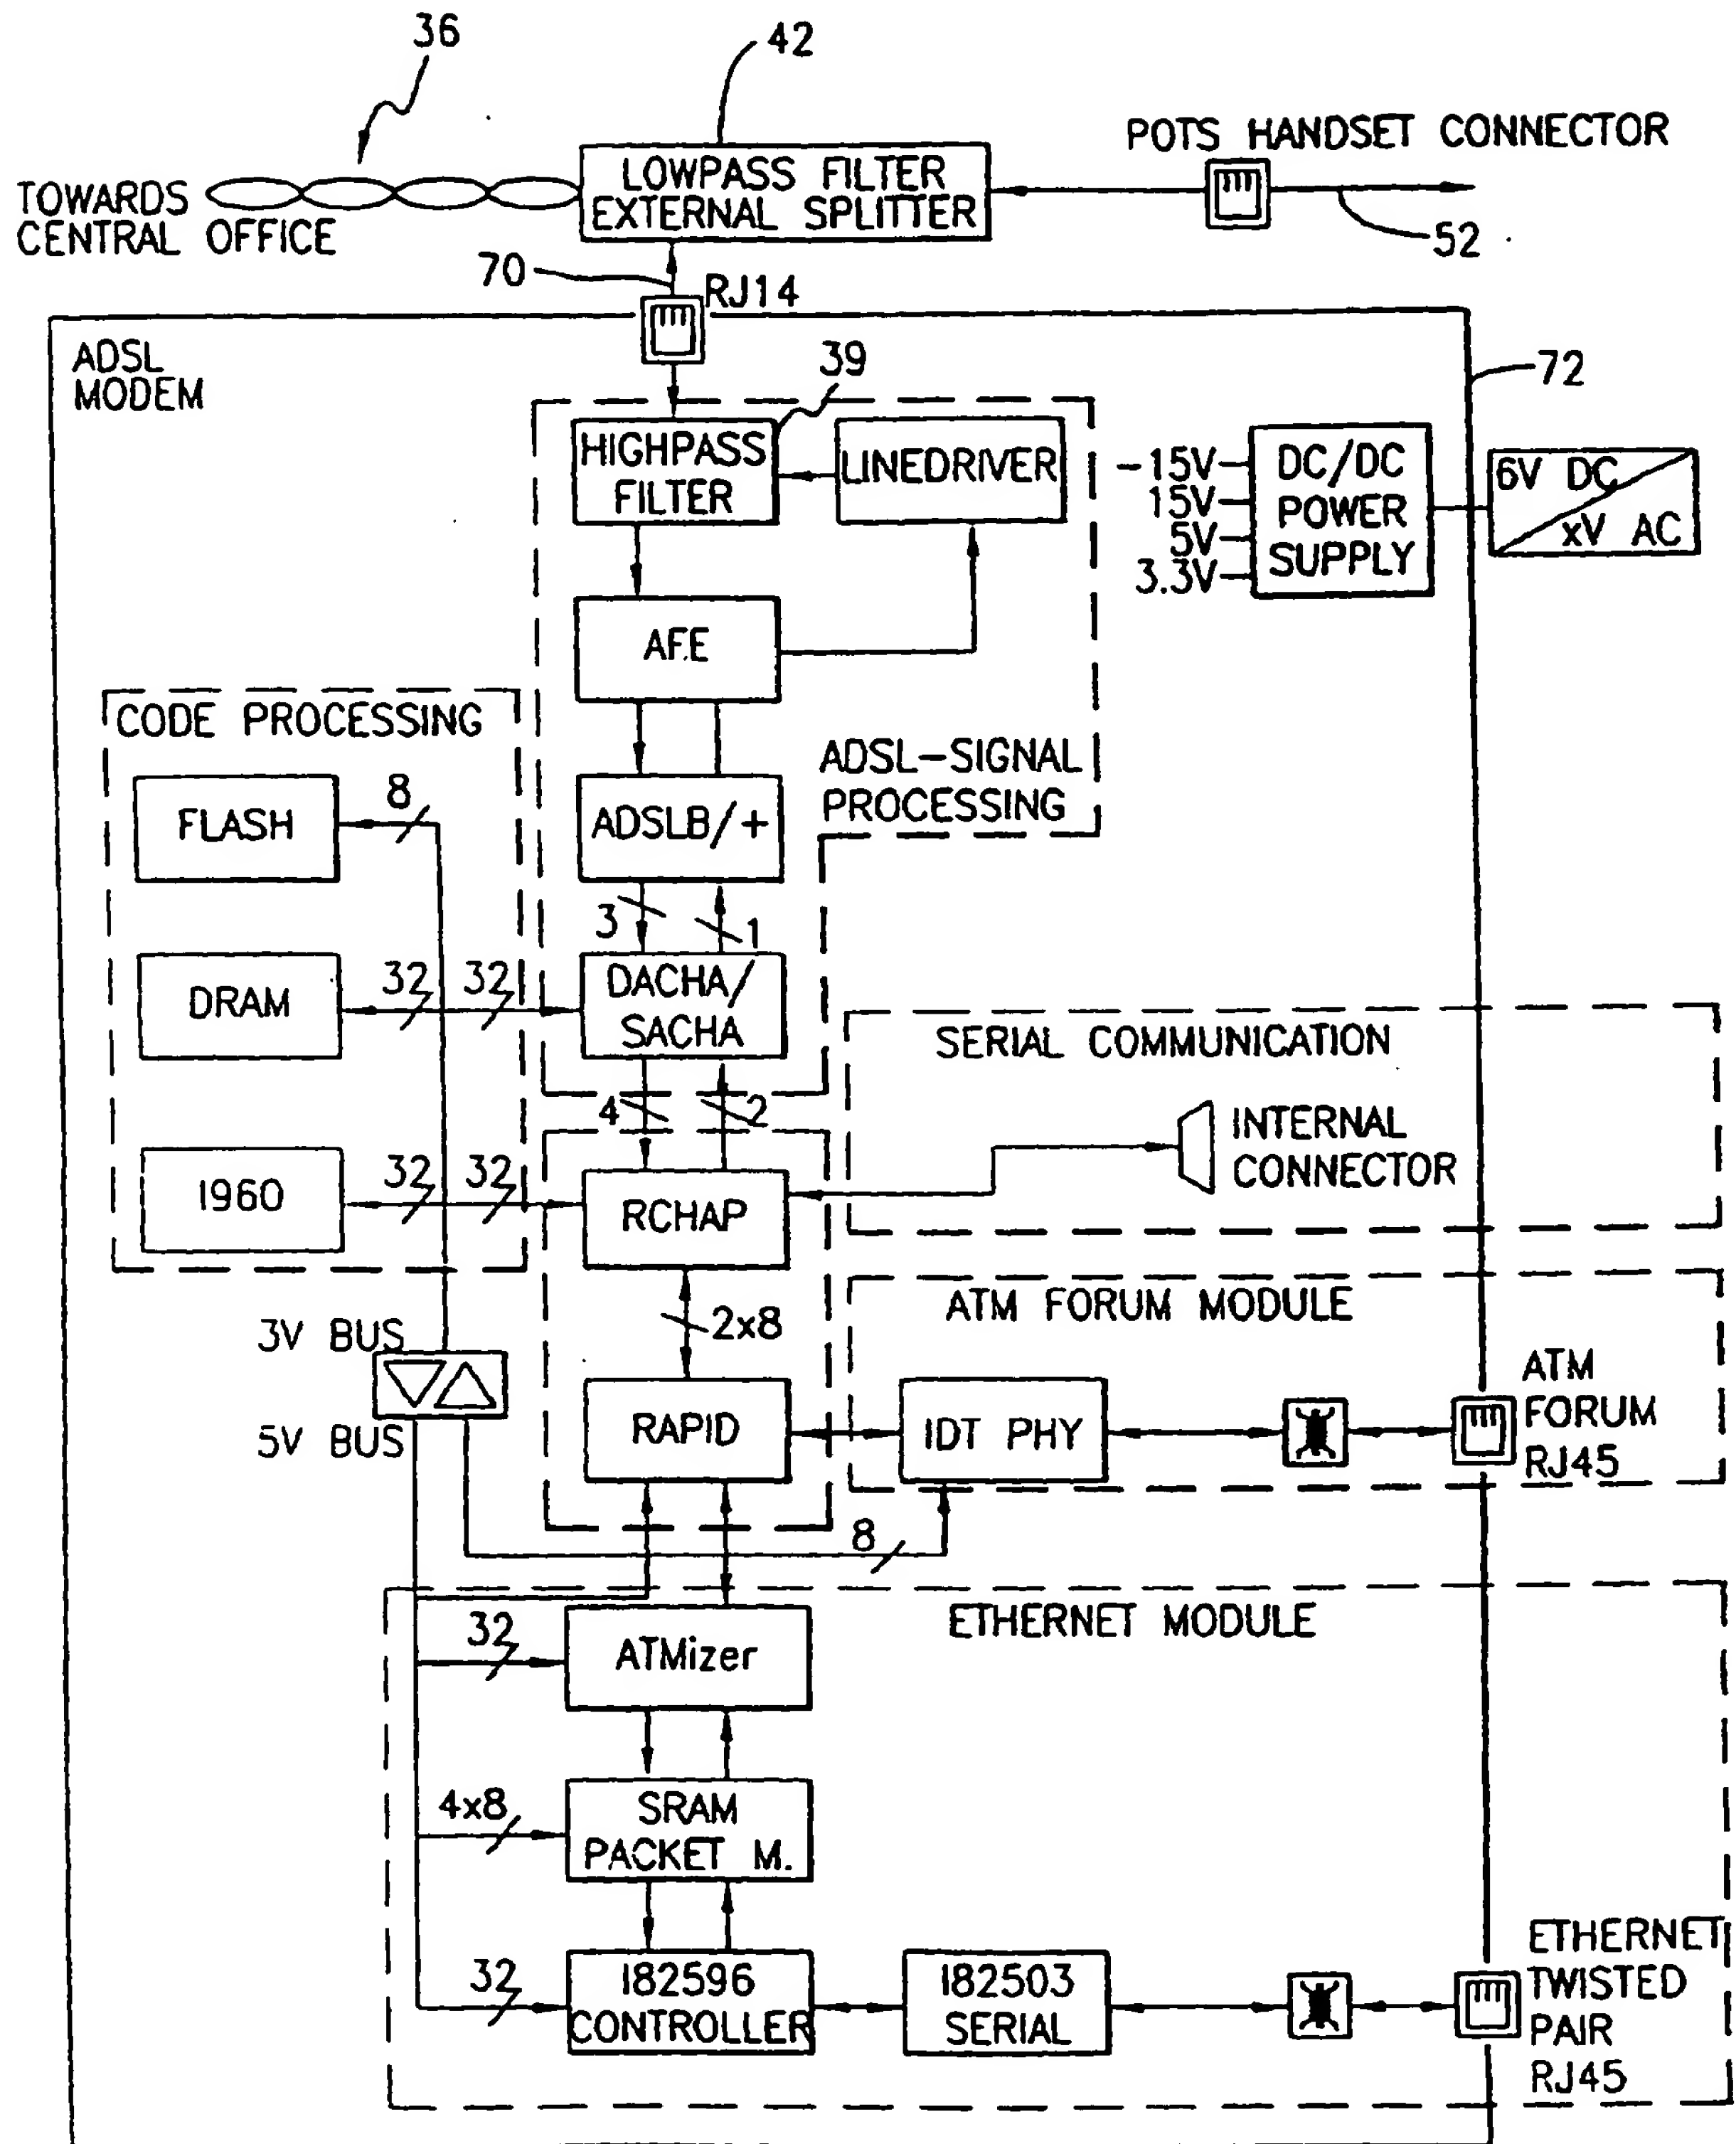 36
42
POTS HANDSET CONNECTOR
TOWARDS
CENTRAL OFFICE
LOWPASS FILTER
EXTERNAL SPLITTER
52
70
RJ14
ADSL
MODEM
39
72
HIGHPASS
FILTER
LINEDRIVER
-15V
15V
5V
3.3V
DC/DC
POWER
SUPPLY
6V DC
xV AC
AFE
CODE PROCESSING
ADSL-SIGNAL
PROCESSING
FLASH
8
ADSLB/+
3
1
DRAM
32
32
DACHA/
SACHA
SERIAL COMMUNICATION
4
2
INTERNAL
CONNECTOR
I960
32
32
RCHAP
2x8
ATM FORUM MODULE
3V BUS
5V BUS
RAPID
IDT PHY
ATM
FORUM
RJ45
8
ETHERNET MODULE
32
ATMizer
4x8
SRAM
PACKET M.
32
I82596
CONTROLLER
I82503
SERIAL
ETHERNET
TWISTED
PAIR
RJ45